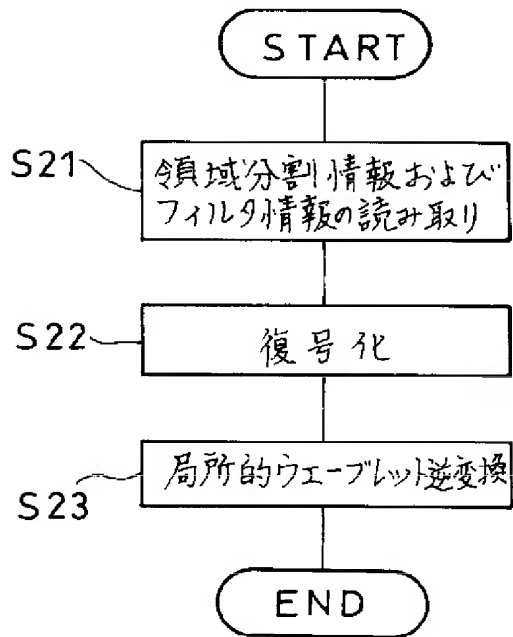 START
S21
領域分割情報および
フィルタ情報の読み取り
S22
復号化
S23
局所的ウェーブレット逆変換
END